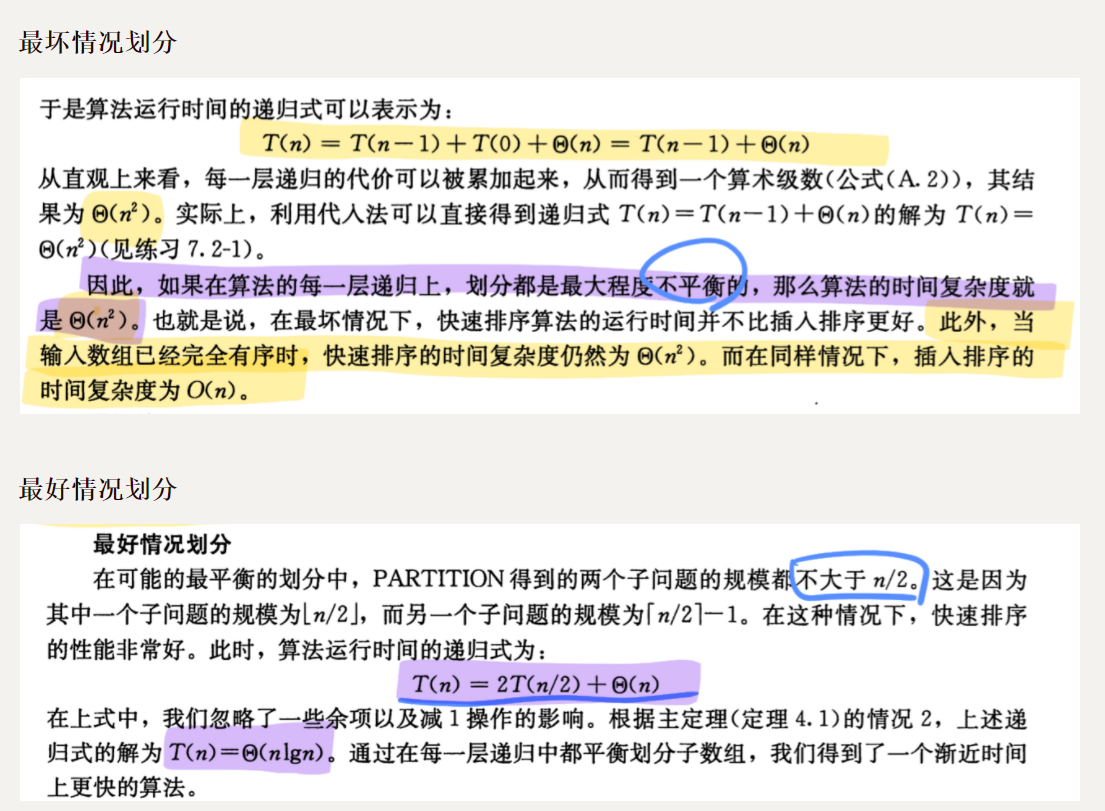 最坏情况划分
于是算法运行时间的递归式可以表示为：
T(n) = T(n−1) + T(0) + Θ(n) = T(n−1) + Θ(n)
从直观上来看，每一层递归的代价可以被累加起来，从而得到一个算术级数(公式(A.2))，其结
果为 Θ(n²)。实际上，利用代入法可以直接得到递归式 T(n)=T(n−1)+Θ(n)的解为 T(n)=
Θ(n²)(见练习 7.2-1)。
因此，如果在算法的每一层递归上，划分都是最大程度不平衡的，那么算法的时间复杂度就
是 Θ(n²)。也就是说，在最坏情况下，快速排序算法的运行时间并不比插入排序更好。此外，当
输入数组已经完全有序时，快速排序的时间复杂度仍然为 Θ(n²)。而在同样情况下，插入排序的
时间复杂度为 O(n)。
最好情况划分
最好情况划分
在可能的最平衡的划分中，PARTITION 得到的两个子问题的规模都不大于 n/2。这是因为
其中一个子问题的规模为⌊n/2⌋，而另一个子问题的规模为⌈n/2⌉−1。在这种情况下，快速排序
的性能非常好。此时，算法运行时间的递归式为：
T(n) = 2T(n/2) + Θ(n)
在上式中，我们忽略了一些余项以及减 1 操作的影响。根据主定理(定理 4.1)的情况 2，上述递
归式的解为 T(n)=Θ(nlgn)。通过在每一层递归中都平衡划分子数组，我们得到了一个渐近时间
上更快的算法。